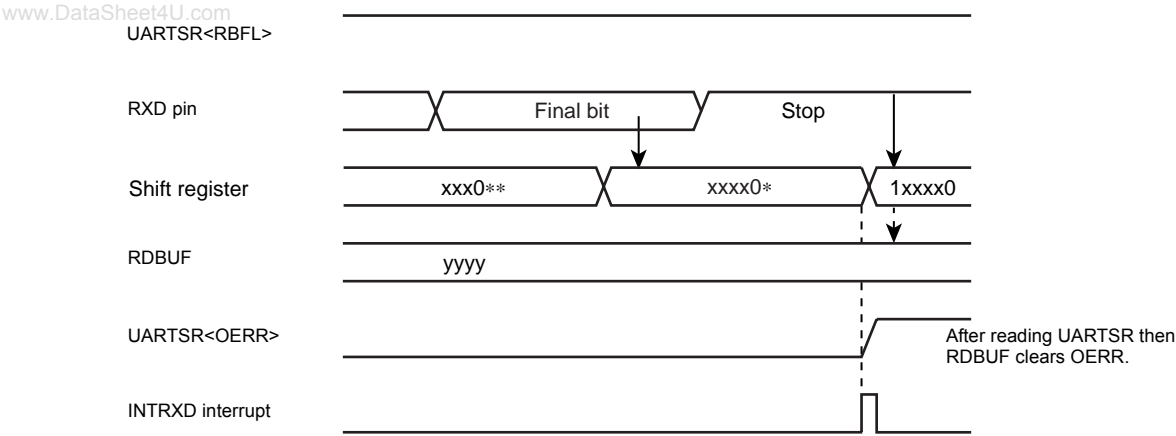 www.DataSheet4U.com
UARTSR<RBFL>
RXD pin
Final bit
Stop
Shift register
xxx0**
xxxx0*
1xxxx0
RDBUF
yyyy
UARTSR<OERR>
After reading UARTSR then
RDBUF clears OERR.
INTRXD interrupt